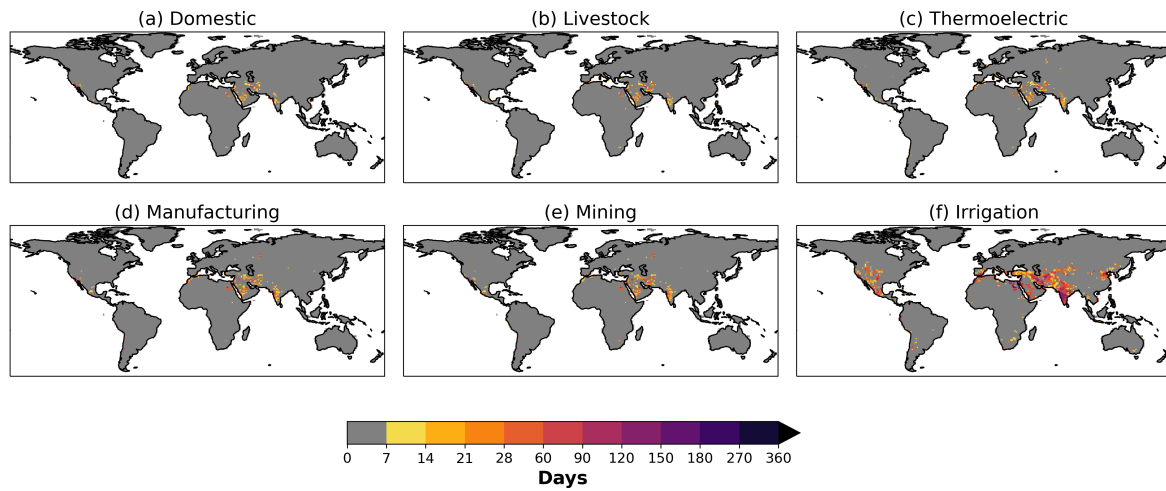 (a) Domestic
(b) Livestock
(c) Thermoelectric
(d) Manufacturing
(e) Mining
(f) Irrigation
0 7 14 21 28 60 90 120 150 180 270 360
Days